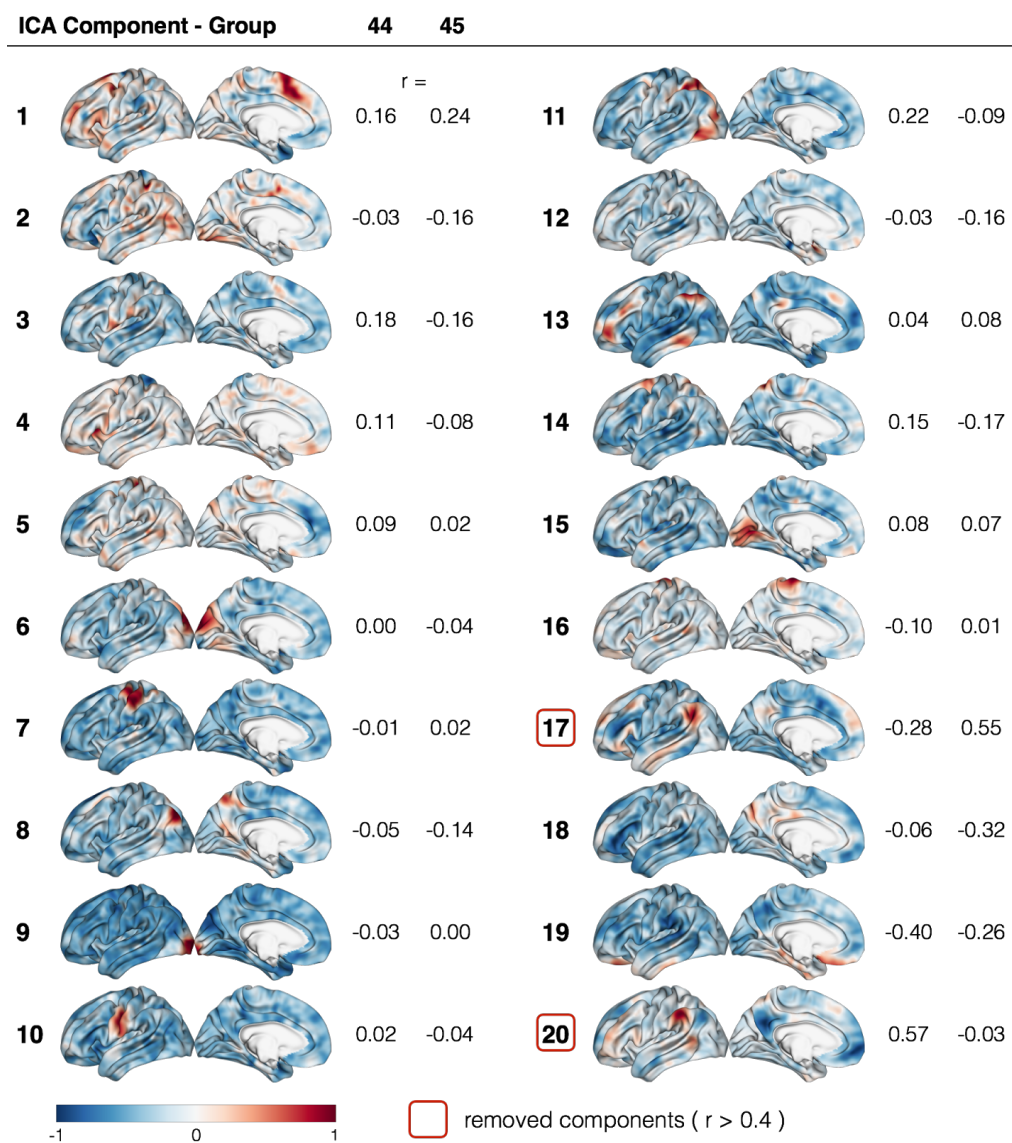 ICA Component - Group 44 45
r =
1 0.16 0.24
2 -0.03 -0.16
3 0.18 -0.16
4 0.11 -0.08
5 0.09 0.02
6 0.00 -0.04
7 -0.01 0.02
8 -0.05 -0.14
9 -0.03 0.00
10 0.02 -0.04
11 0.22 -0.09
12 -0.03 -0.16
13 0.04 0.08
14 0.15 -0.17
15 0.08 0.07
16 -0.10 0.01
17 -0.28 0.55
18 -0.06 -0.32
19 -0.40 -0.26
20 0.57 -0.03
-1 0 1
removed components ( r > 0.4 )